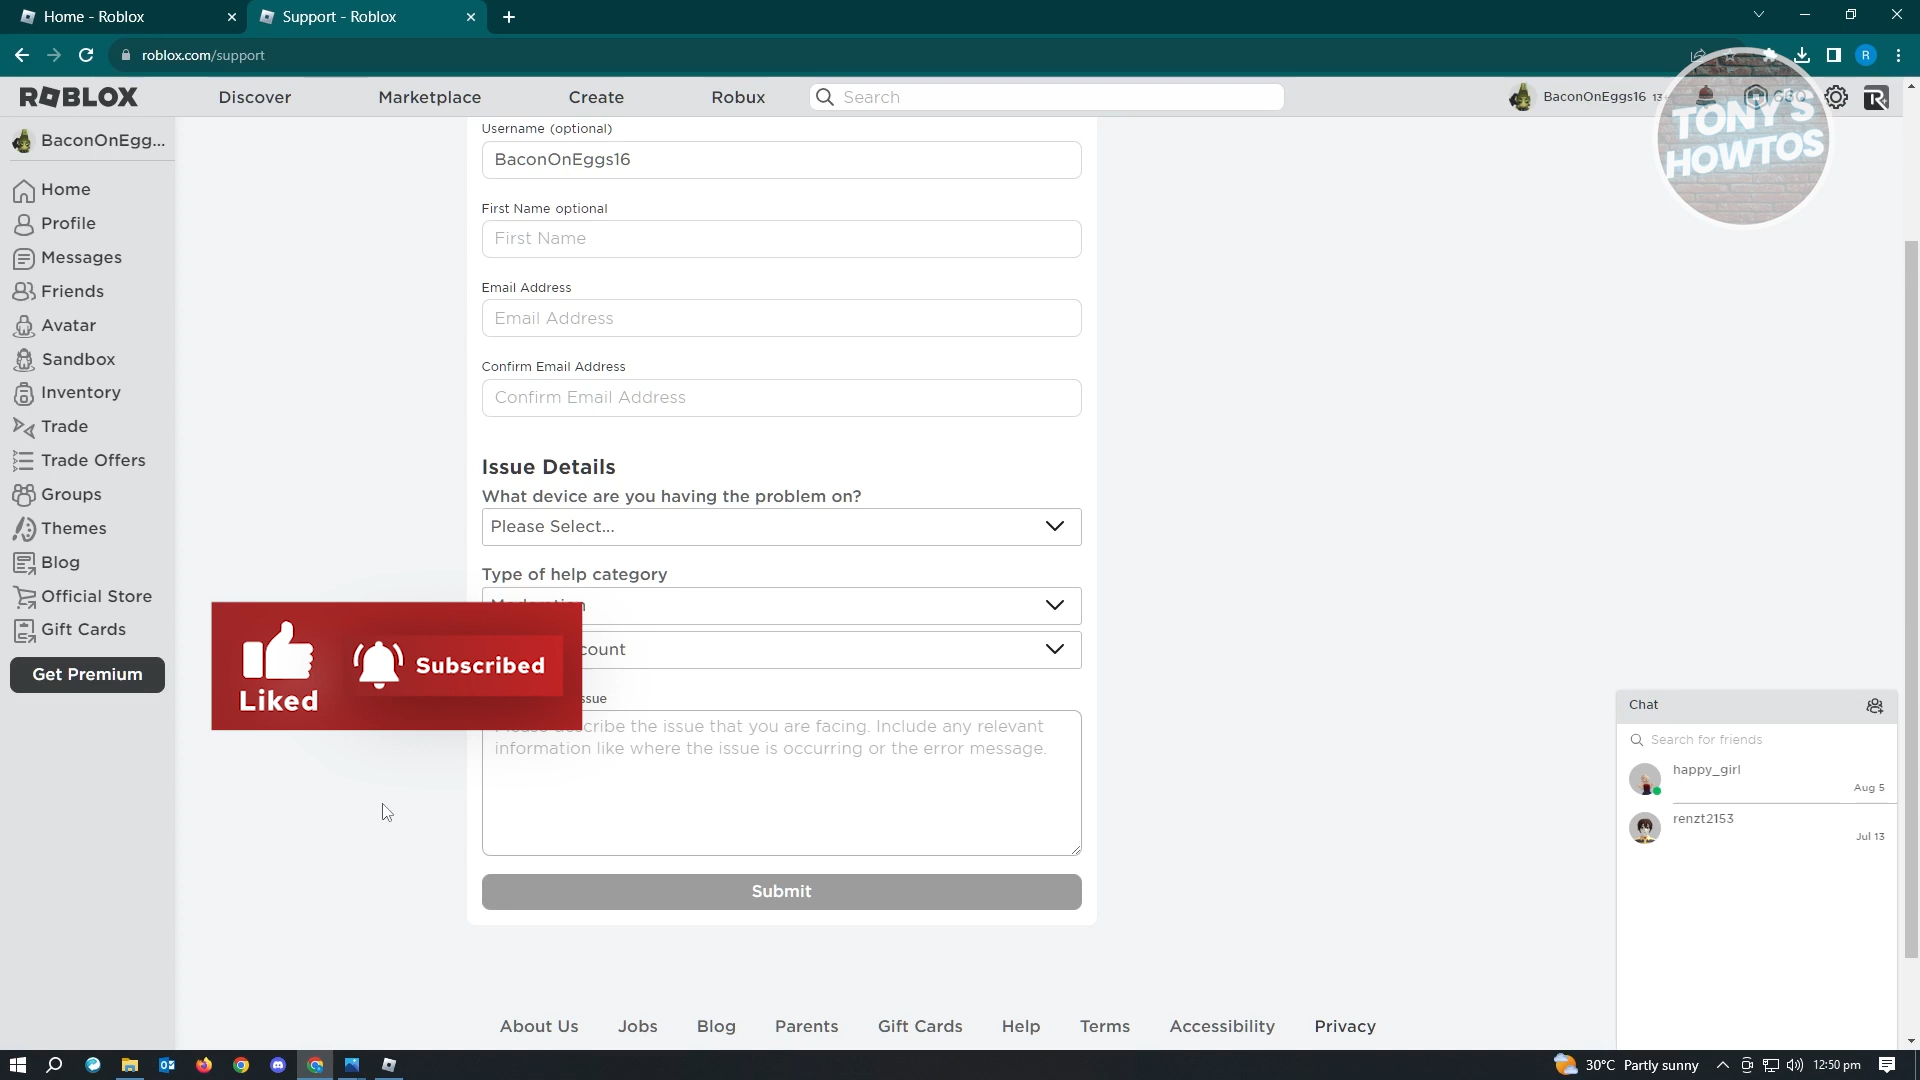 Home - Roblox
Support - Roblox
roblox.com/support
R
ROBLOX
Discover
Marketplace
Create
Robux
Search
BaconOnEggs16 13+
TONY'S
HOWTOS
BaconOnEgg...
Home
Profile
Messages
Friends
Avatar
Sandbox
Inventory
Trade
Trade Offers
Groups
Themes
Blog
Official Store
Gift Cards
Get Premium
Username (optional)
BaconOnEggs16
First Name optional
First Name
Email Address
Email Address
Confirm Email Address
Confirm Email Address
Issue Details
What device are you having the problem on?
Please Select...
Type of help category
Liked
Subscribed
describe the issue that you are facing. Include any relevant
information like where the issue is occurring or the error message.
Submit
Chat
Search for friends
happy_girl
Aug 5
renzt2153
Jul 13
About Us
Jobs
Blog
Parents
Gift Cards
Help
Terms
Accessibility
Privacy
30°C Partly sunny
12:50 pm